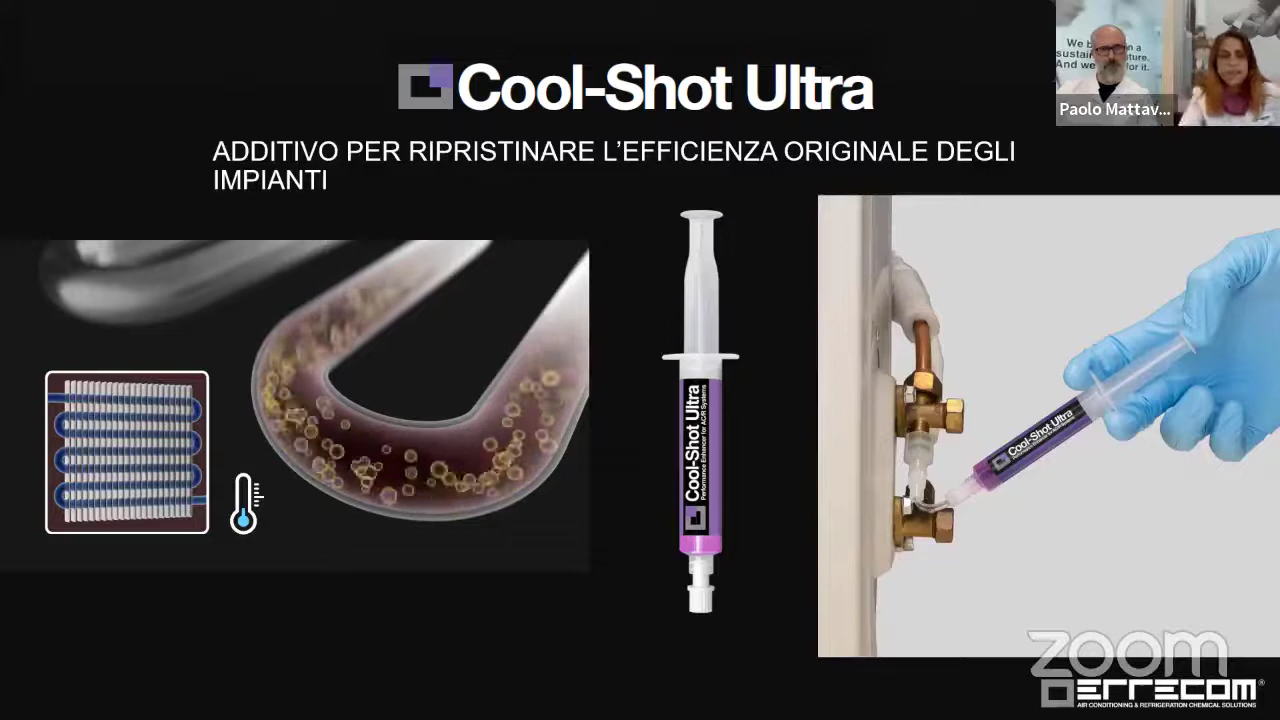 Cool-Shot Ultra
ADDITIVO PER RIPRISTINARE L'EFFICIENZA ORIGINALE DEGLI
IMPIANTI
Paolo Mattav...
Cool-Shot Ultra
Performance Enhancer for AC/R Systems
Cool-Shot Ultra
zoom
ERRECOM®
AIR CONDITIONING & REFRIGERATION CHEMICAL SOLUTIONS